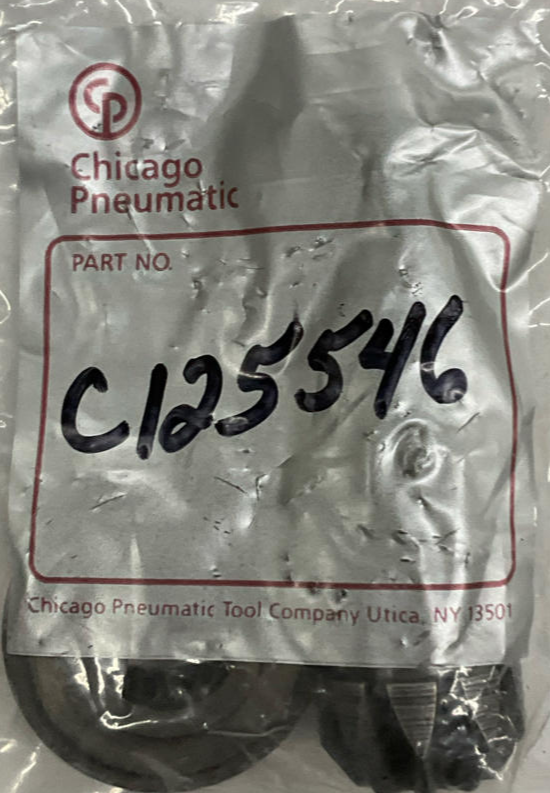 CP
Chicago
Pneumatic
PART NO.
C125546
Chicago Pneumatic Tool Company Utica, NY 13501